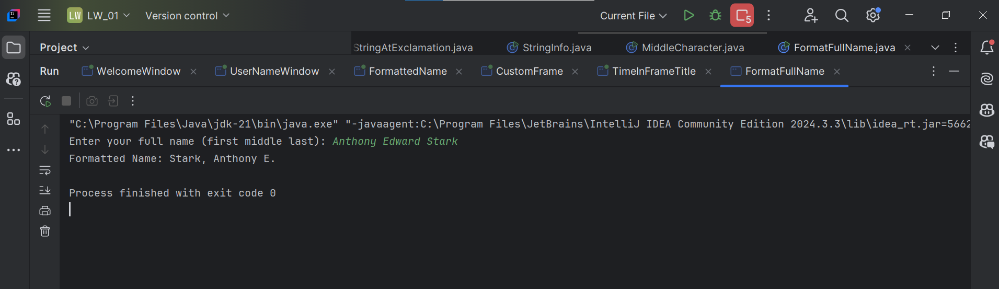 LW LW_01 Version control Current File 5
Project StringAtExclamation.java StringInfo.java MiddleCharacter.java FormatFullName.java
Run WelcomeWindow UserNameWindow FormattedName CustomFrame TimeInFrameTitle FormatFullName
"C:\Program Files\Java\jdk-21\bin\java.exe" "-javaagent:C:\Program Files\JetBrains\IntelliJ IDEA Community Edition 2024.3.3\lib\idea_rt.jar=5662
Enter your full name (first middle last): Anthony Edward Stark
Formatted Name: Stark, Anthony E.
Process finished with exit code 0